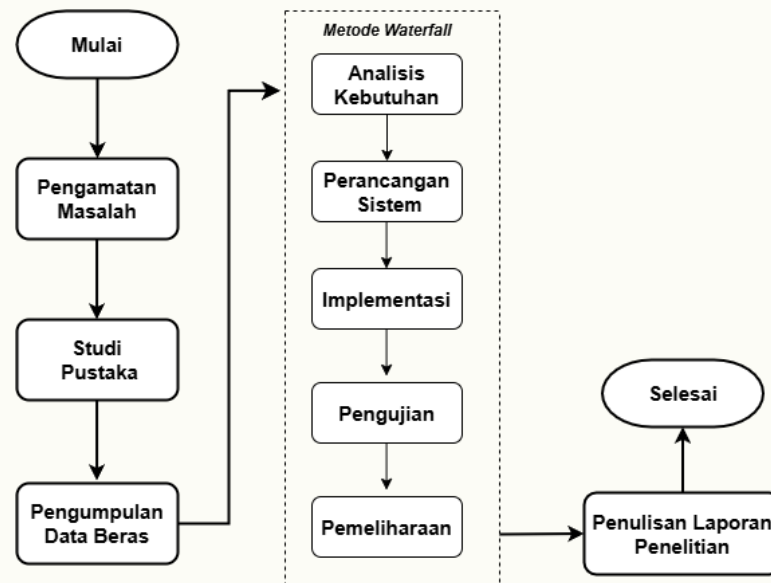 Mulai
Pengamatan
Masalah
Studi
Pustaka
Pengumpulan
Data Beras
Metode Waterfall
Analisis
Kebutuhan
Perancangan
Sistem
Implementasi
Pengujian
Pemeliharaan
Penulisan Laporan
Penelitian
Selesai